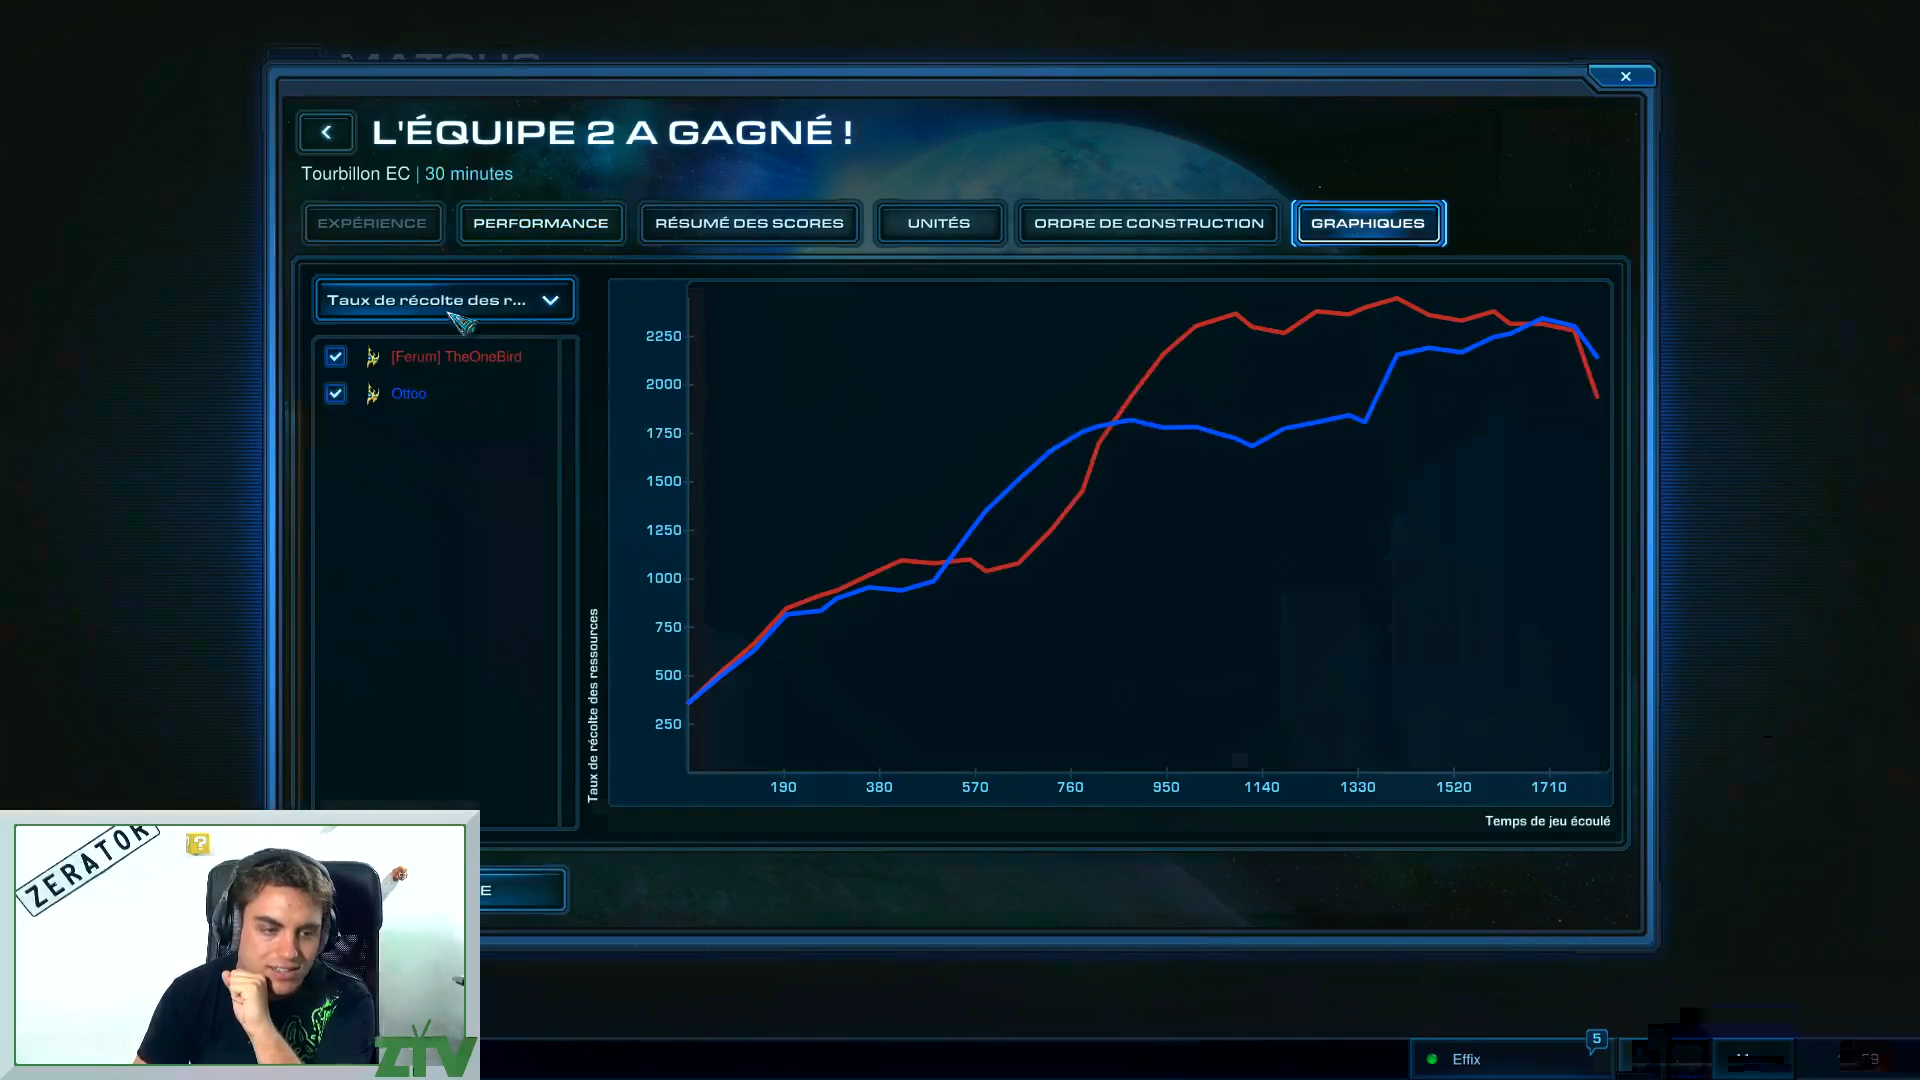 L'ÉQUIPE 2 A GAGNÉ !
Tourbillon EC | 30 minutes
EXPÉRIENCE
PERFORMANCE
RÉSUMÉ DES SCORES
UNITÉS
ORDRE DE CONSTRUCTION
GRAPHIQUES
Taux de récolte des r...
[Ferum] TheOneBird
Ottoo
Taux de récolte des ressources
2250
2000
1750
1500
1250
1000
750
500
250
190
380
570
760
950
1140
1330
1520
1710
Temps de jeu écoulé
E
ZERATOR
?
ZTV
5
Effix